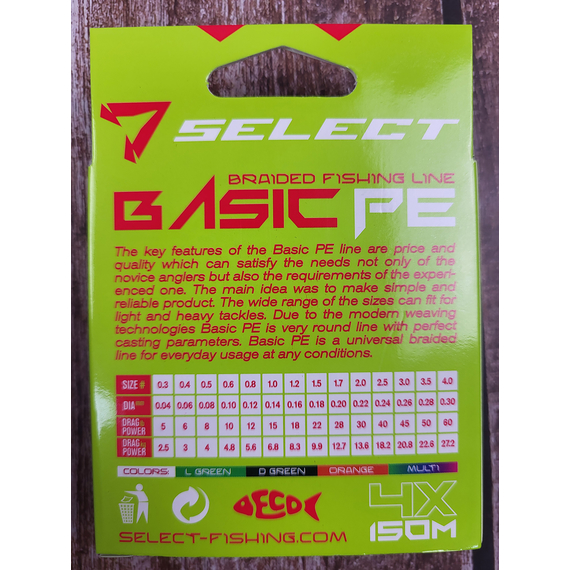 SELECT
BRAIDED FISHING LINE
BASIC PE
The key features of the Basic PE line are price and
quality which can satisfy the needs not only of the
novice anglers but also the requirements of the experi-
enced one. The main idea was to make simple and
reliable product. The wide range of the sizes can fit for
light and heavy tackles. Due to the modern weaving
technologies Basic PE is very round line with perfect
casting parameters. Basic PE is a universal braided
line for everyday usage at any conditions.
SIZE # 0.3 0.4 0.5 0.6 0.8 1.0 1.2 1.5 1.7 2.0 2.5 3.0 3.5 4.0
DIA mm 0.04 0.06 0.08 0.10 0.12 0.14 0.16 0.18 0.20 0.22 0.24 0.26 0.28 0.30
DRAG lb POWER 5 6 8 10 12 15 18 22 28 30 40 45 50 60
DRAG kg POWER 2.5 3 4 4.8 5.6 6.8 8.3 9.9 12.7 13.6 18.2 20.8 22.6 27.2
COLORS: L GREEN D GREEN ORANGE MULTI
ECO
4X
150M
SELECT-FISHING.COM